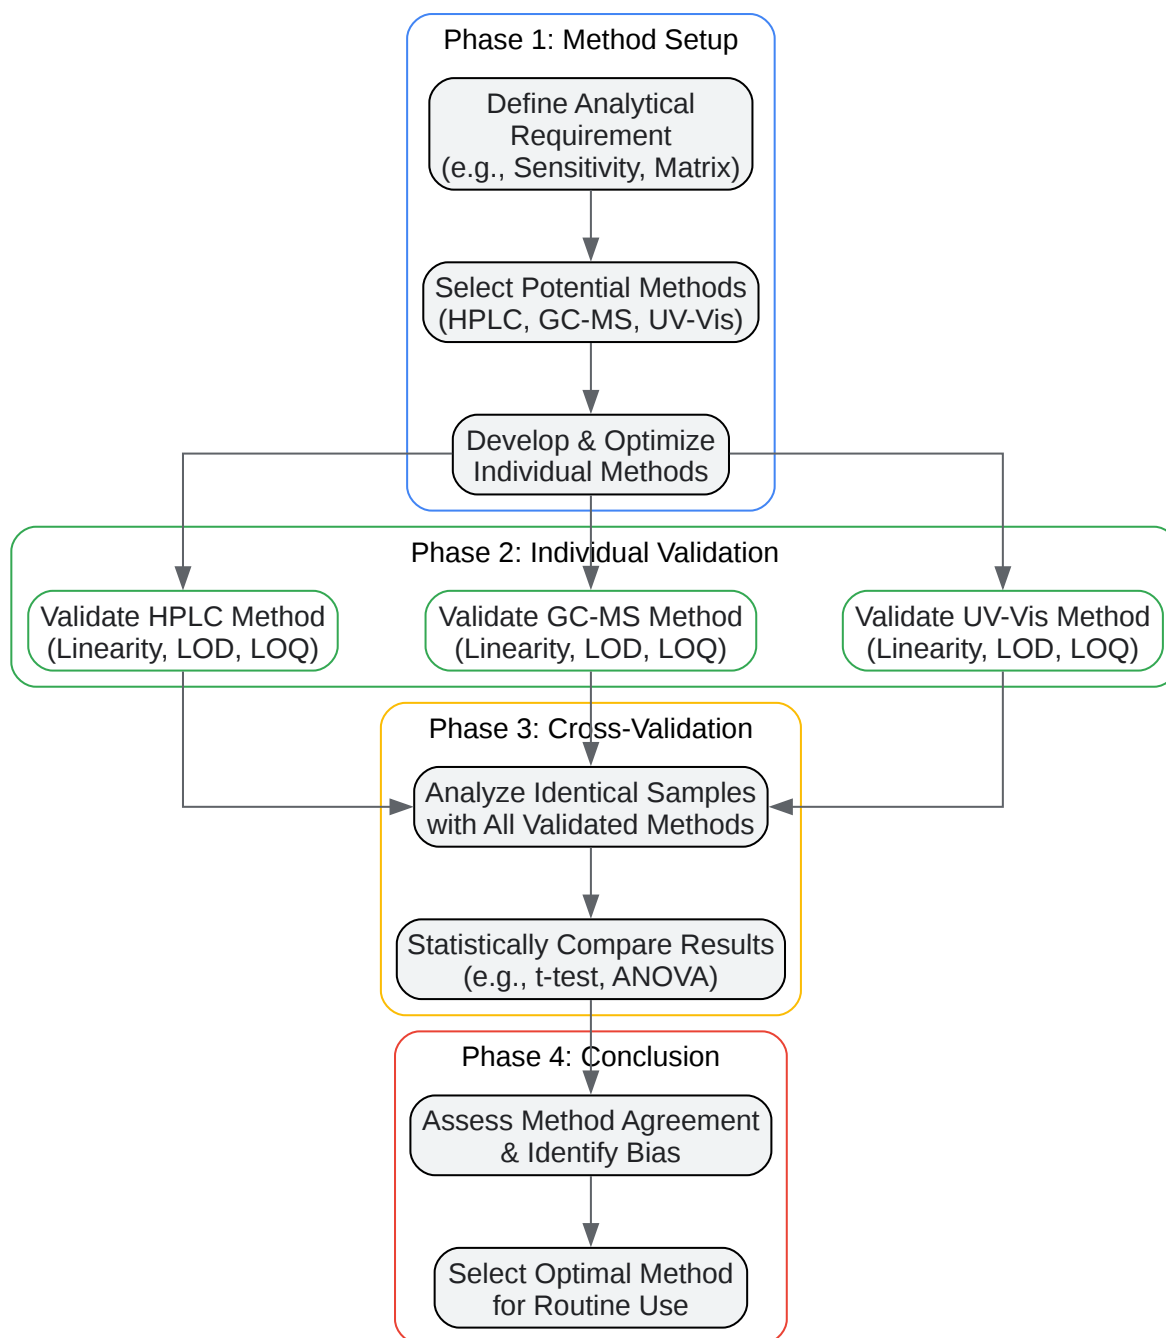 Phase 1: Method Setup
Define Analytical
Requirement
(e.g., Sensitivity, Matrix)
Select Potential Methods
(HPLC, GC-MS, UV-Vis)
Develop & Optimize
Individual Methods
Phase 2: Individual Validation
Validate HPLC Method
(Linearity, LOD, LOQ)
Validate GC-MS Method
(Linearity, LOD, LOQ)
Validate UV-Vis Method
(Linearity, LOD, LOQ)
Phase 3: Cross-Validation
Analyze Identical Samples
with All Validated Methods
Statistically Compare Results
(e.g., t-test, ANOVA)
Phase 4: Conclusion
Assess Method Agreement
& Identify Bias
Select Optimal Method
for Routine Use